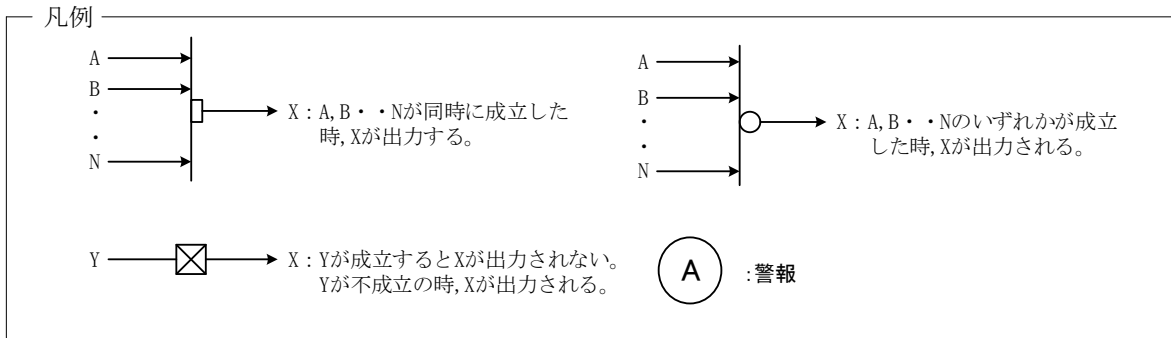 凡例
A
B
・
・
N
X：A,B・・Nが同時に成立した
時,Xが出力する。
A
B
・
・
N
X：A,B・・Nのいずれかが成立
した時,Xが出力される。
Y
X：Yが成立するとXが出力されない。
Yが不成立の時,Xが出力される。
A
:警報